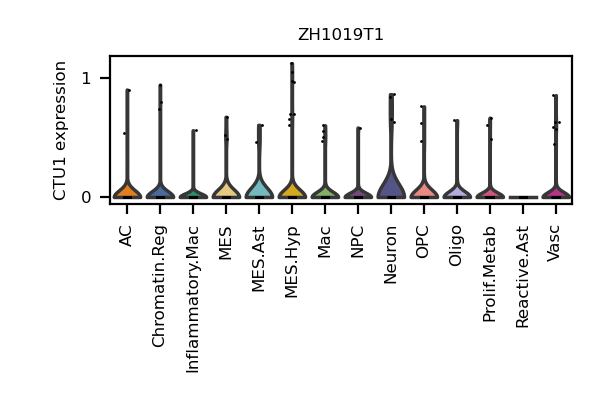 ZH1019T1
CTU1 expression
1
0
AC
Chromatin.Reg
Inflammatory.Mac
MES
MES.Ast
MES.Hyp
Mac
NPC
Neuron
OPC
Oligo
Prolif.Metab
Reactive.Ast
Vasc